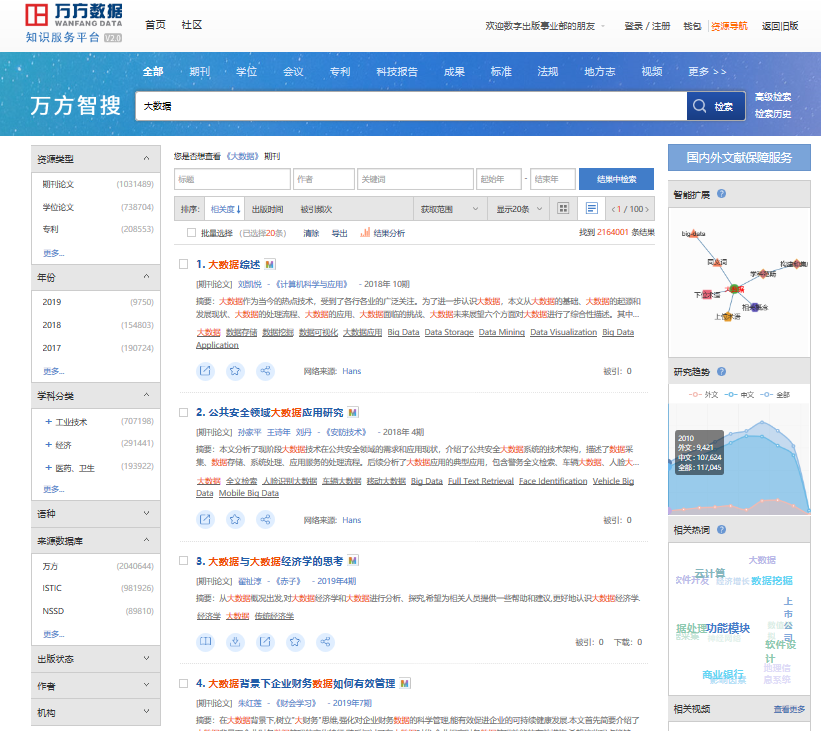 万方数据
WANFANG DATA
知识服务平台 V2.0
首页 社区
欢迎数字出版事业部的朋友 登录 / 注册 钱包 资源导航 返回旧版
全部 期刊 学位 会议 专利 科技报告 成果 标准 法规 地方志 视频 更多 >>
万方智搜
大数据
检索
高级检索
检索历史
资源类型
期刊论文 (1031489)
学位论文 (738704)
专利 (208553)
更多...
年份
2019 (9750)
2018 (154803)
2017 (190724)
更多...
学科分类
+ 工业技术 (707198)
+ 经济 (291441)
+ 医药、卫生 (193922)
更多...
语种
来源数据库
万方 (2040644)
ISTIC (981926)
NSSD (89810)
更多...
出版状态
作者
机构
您是否想查看 《大数据》 期刊
标题 作者 关键词 起始年 - 结束年 结果中检索
排序: 相关度↓ 出版时间 被引频次 获取范围 显示20条 < 1 / 100 >
批量选择 (已选择20条) 清除 导出 结果分析 找到 2164001 条结果
1. 大数据综述 M
[期刊论文] 刘凯悦 - 《计算机科学与应用》 - 2018年 10期
摘要：大数据作为当今的热点技术，受到了各行各业的广泛关注。为了进一步认识大数据，本文从大数据的基础、大数据的起源和
发展现状、大数据的处理流程、大数据的应用、大数据面临的挑战、大数据未来展望六个方面对大数据进行了综合性描述。其中...
大数据 数据存储 数据挖掘 数据可视化 大数据应用 Big Data Data Storage Data Mining Data Visualization Big Data
Application
网络来源: Hans 被引: 0
2. 公共安全领域大数据应用研究 M
[期刊论文] 孙家平 王诗年 刘丹 - 《安防技术》 - 2018年 4期
摘要：本文分析了现阶段大数据技术在公共安全领域的需求和应用现状，介绍了公共安全大数据系统的技术架构，描述了数据采
集、数据存储、系统处理、应用服务的处理流程。后续分析了大数据应用的典型应用，包含警务全文检索、车辆大数据、人脸大...
大数据 全文检索 人脸识别大数据 车辆大数据 移动大数据 Big Data Full Text Retrieval Face Identification Vehicle Big
Data Mobile Big Data
网络来源: Hans 被引: 0
3. 大数据与大数据经济学的思考 M
[期刊论文] 翟祉淳 - 《赤子》 - 2019年4期
摘要：从大数据概况出发,对大数据经济学和大数据进行分析、探究,希望为相关人员提供一些帮助和建议,更好地认识大数据经济学.
经济学 大数据 传统经济学
被引: 0 下载: 0
4. 大数据背景下企业财务数据如何有效管理 M
[期刊论文] 朱红莲 - 《财会学习》 - 2019年7期
摘要：在大数据背景下,树立"大财务"思维,强化对企业财务数据的科学管理,能有效促进企业的可持续健康发展.本文首先简要介绍了
国内外文献保障服务
智能扩展
big data
同义词
大数据
下位术语
相关概念
上位术语
研究趋势
外文 中文 全部
2010
外文 : 9,421
中文 : 107,624
全部 : 117,045
相关热词
大数据
云计算
软件开发 经济增长 数据挖掘
上市公司
据处理 功能模块
软件设计
商业银行
相关视频 查看更多